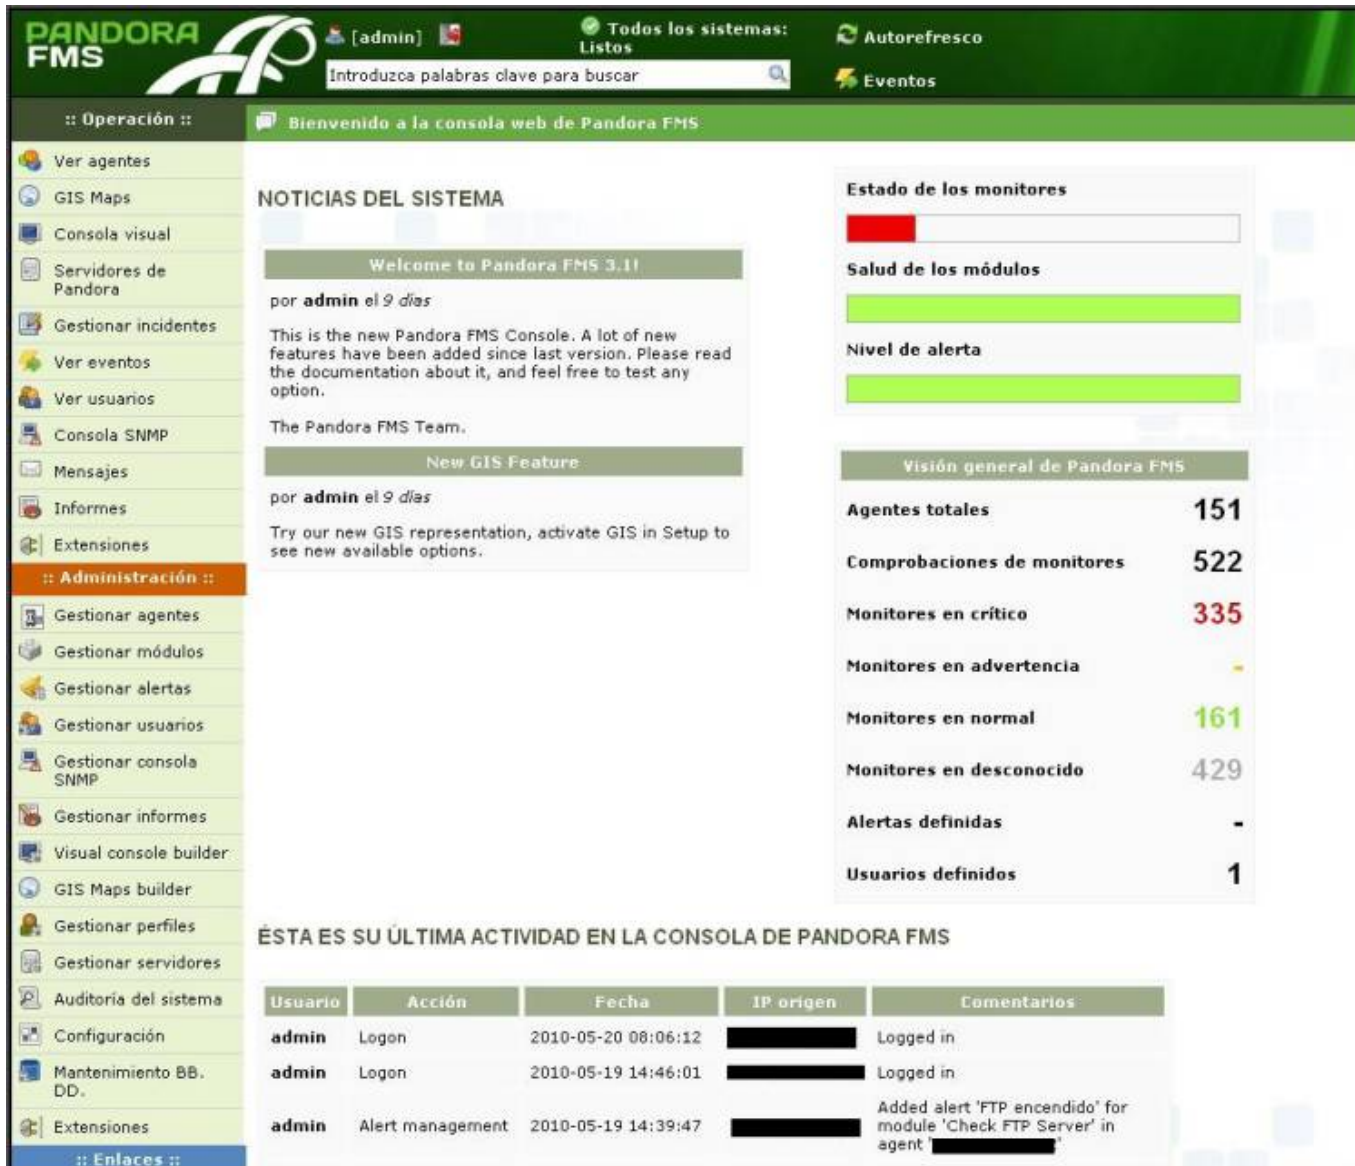 PANDORA
FMS
[admin]
Todos los sistemas:
Listos
Autorefresco
Introduzca palabras clave para buscar
Eventos
:: Operación ::
Bienvenido a la consola web de Pandora FMS
Ver agentes
GIS Maps
Consola visual
Servidores de
Pandora
Gestionar incidentes
Ver eventos
Ver usuarios
Consola SNMP
Mensajes
Informes
Extensiones
:: Administración ::
Gestionar agentes
Gestionar módulos
Gestionar alertas
Gestionar usuarios
Gestionar consola
SNMP
Gestionar informes
Visual console builder
GIS Maps builder
Gestionar perfiles
Gestionar servidores
Auditoría del sistema
Configuración
Mantenimiento BB.
DD.
Extensiones
:: Enlaces ::
NOTICIAS DEL SISTEMA
Welcome to Pandora FMS 3.1!
por admin el 9 días
This is the new Pandora FMS Console. A lot of new
features have been added since last version. Please read
the documentation about it, and feel free to test any
option.
The Pandora FMS Team.
New GIS Feature
por admin el 9 días
Try our new GIS representation, activate GIS in Setup to
see new available options.
Estado de los monitores
Salud de los módulos
Nivel de alerta
Visión general de Pandora FMS
Agentes totales 151
Comprobaciones de monitores 522
Monitores en crítico 335
Monitores en advertencia -
Monitores en normal 161
Monitores en desconocido 429
Alertas definidas -
Usuarios definidos 1
ÉSTA ES SU ÚLTIMA ACTIVIDAD EN LA CONSOLA DE PANDORA FMS
Usuario Acción Fecha IP origen Comentarios
admin Logon 2010-05-20 08:06:12 Logged in
admin Logon 2010-05-19 14:46:01 Logged in
admin Alert management 2010-05-19 14:39:47 Added alert 'FTP encendido' for
module 'Check FTP Server' in
agent ' '